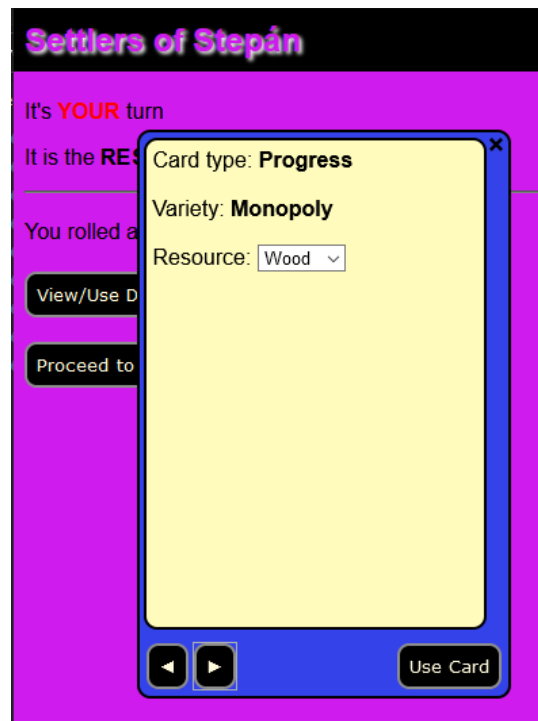 Settlers of Stepán
It's YOUR turn
It is the RES
You rolled a
View/Use D
Proceed to
Card type: Progress
Variety: Monopoly
Resource: Wood
Use Card